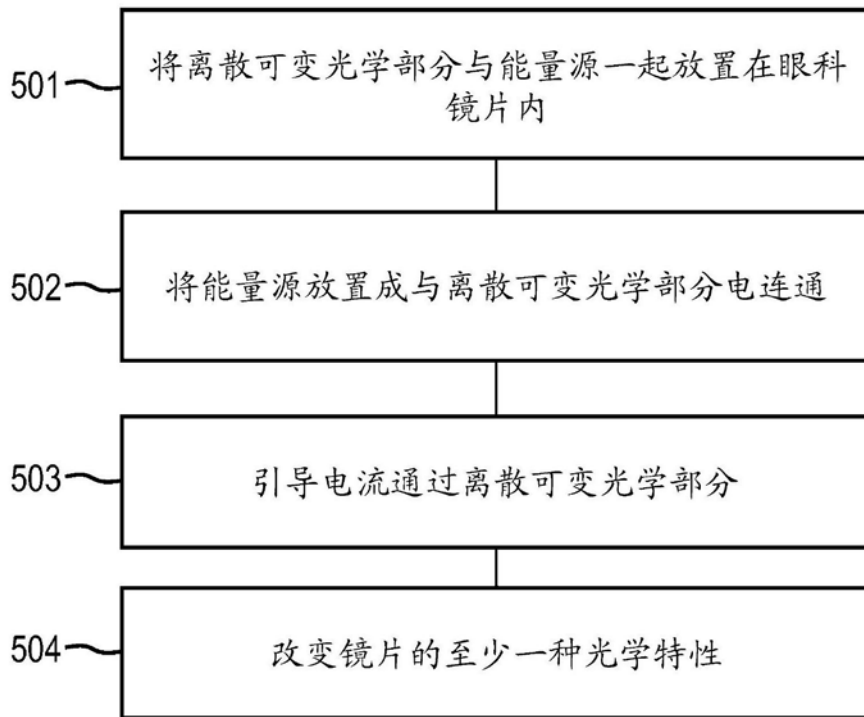 501
将离散可变光学部分与能量源一起放置在眼科
镜片内
502
将能量源放置成与离散可变光学部分电连通
503
引导电流通过离散可变光学部分
504
改变镜片的至少一种光学特性